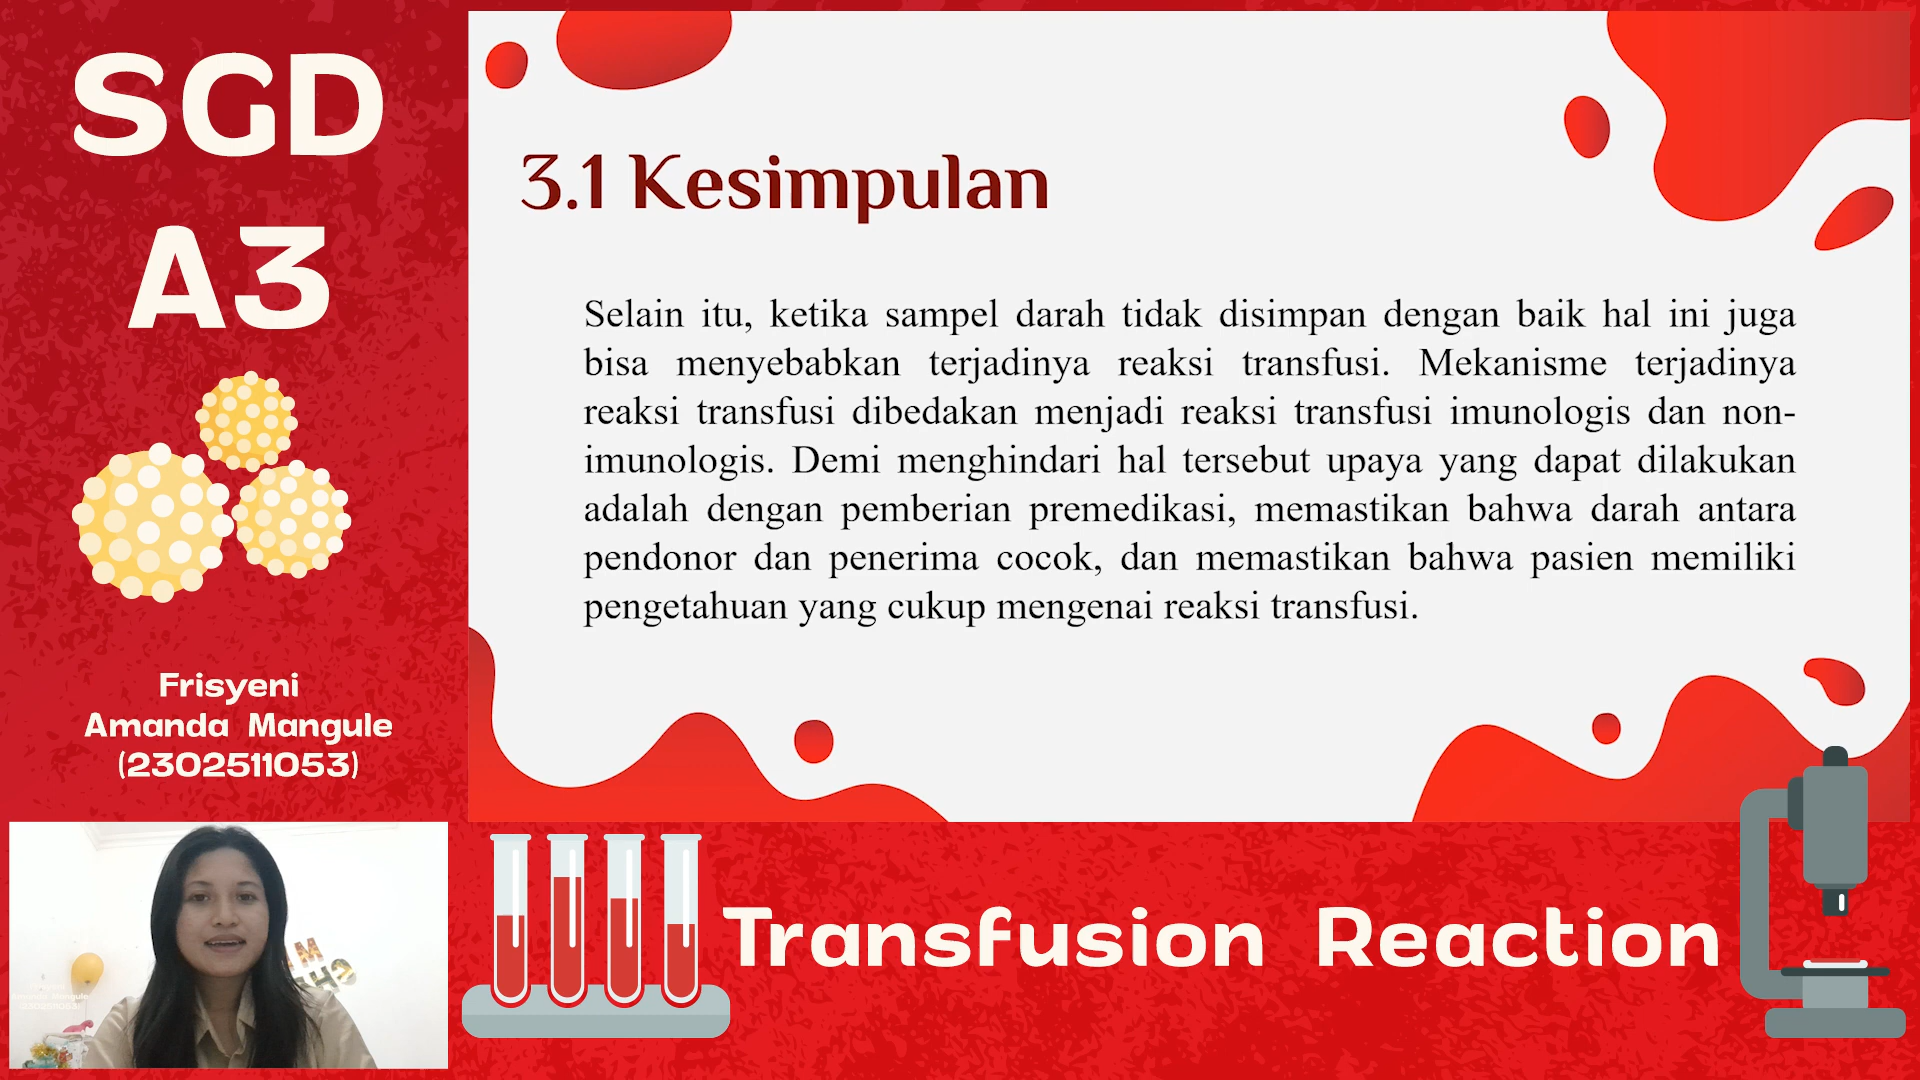 SGD
A3
Frisyeni
Amanda Mangule
(2302511053)
3.1 Kesimpulan
Selain itu, ketika sampel darah tidak disimpan dengan baik hal ini juga
bisa menyebabkan terjadinya reaksi transfusi. Mekanisme terjadinya
reaksi transfusi dibedakan menjadi reaksi transfusi imunologis dan non-
imunologis. Demi menghindari hal tersebut upaya yang dapat dilakukan
adalah dengan pemberian premedikasi, memastikan bahwa darah antara
pendonor dan penerima cocok, dan memastikan bahwa pasien memiliki
pengetahuan yang cukup mengenai reaksi transfusi.
Transfusion Reaction